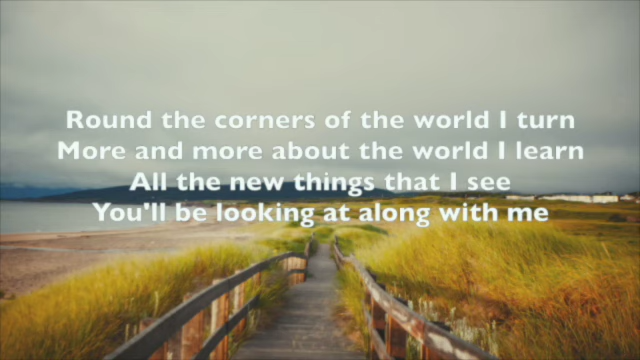 Round the corners of the world I turn
More and more about the world I learn
All the new things that I see
You'll be looking at along with me